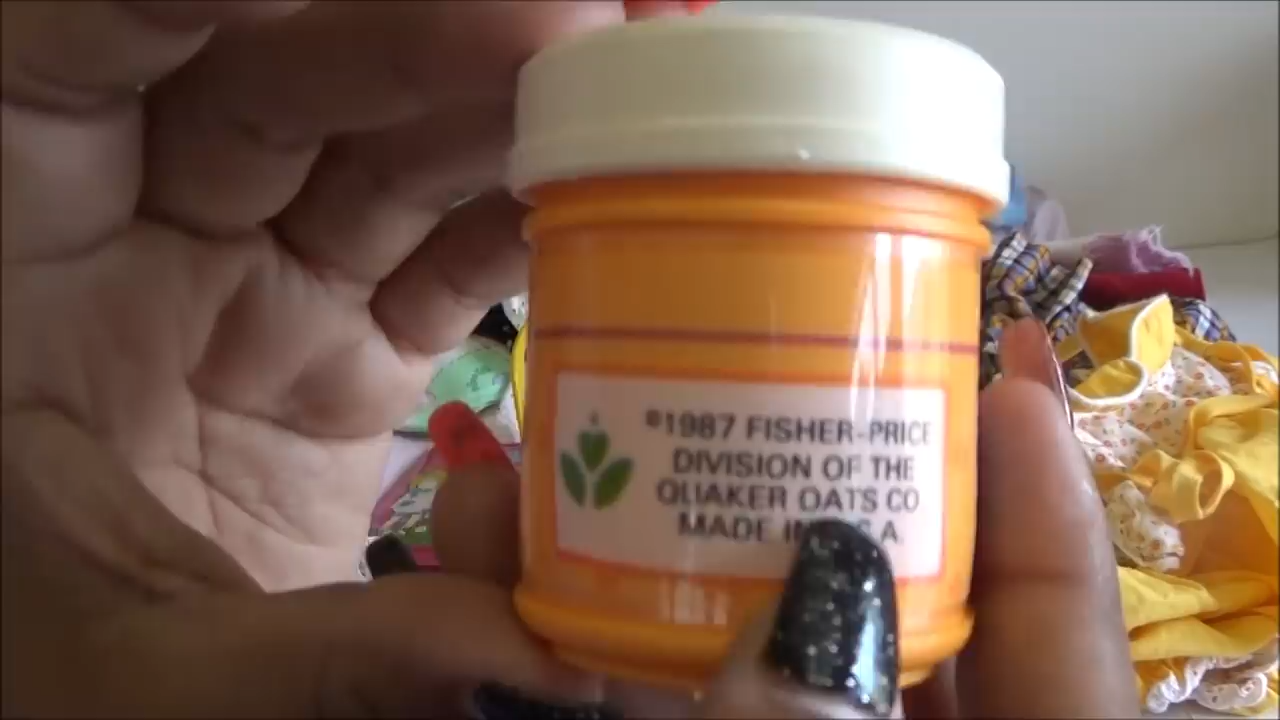 ©1987 FISHER-PRICE
DIVISION OF THE
QUAKER OATS CO
MADE IN A.